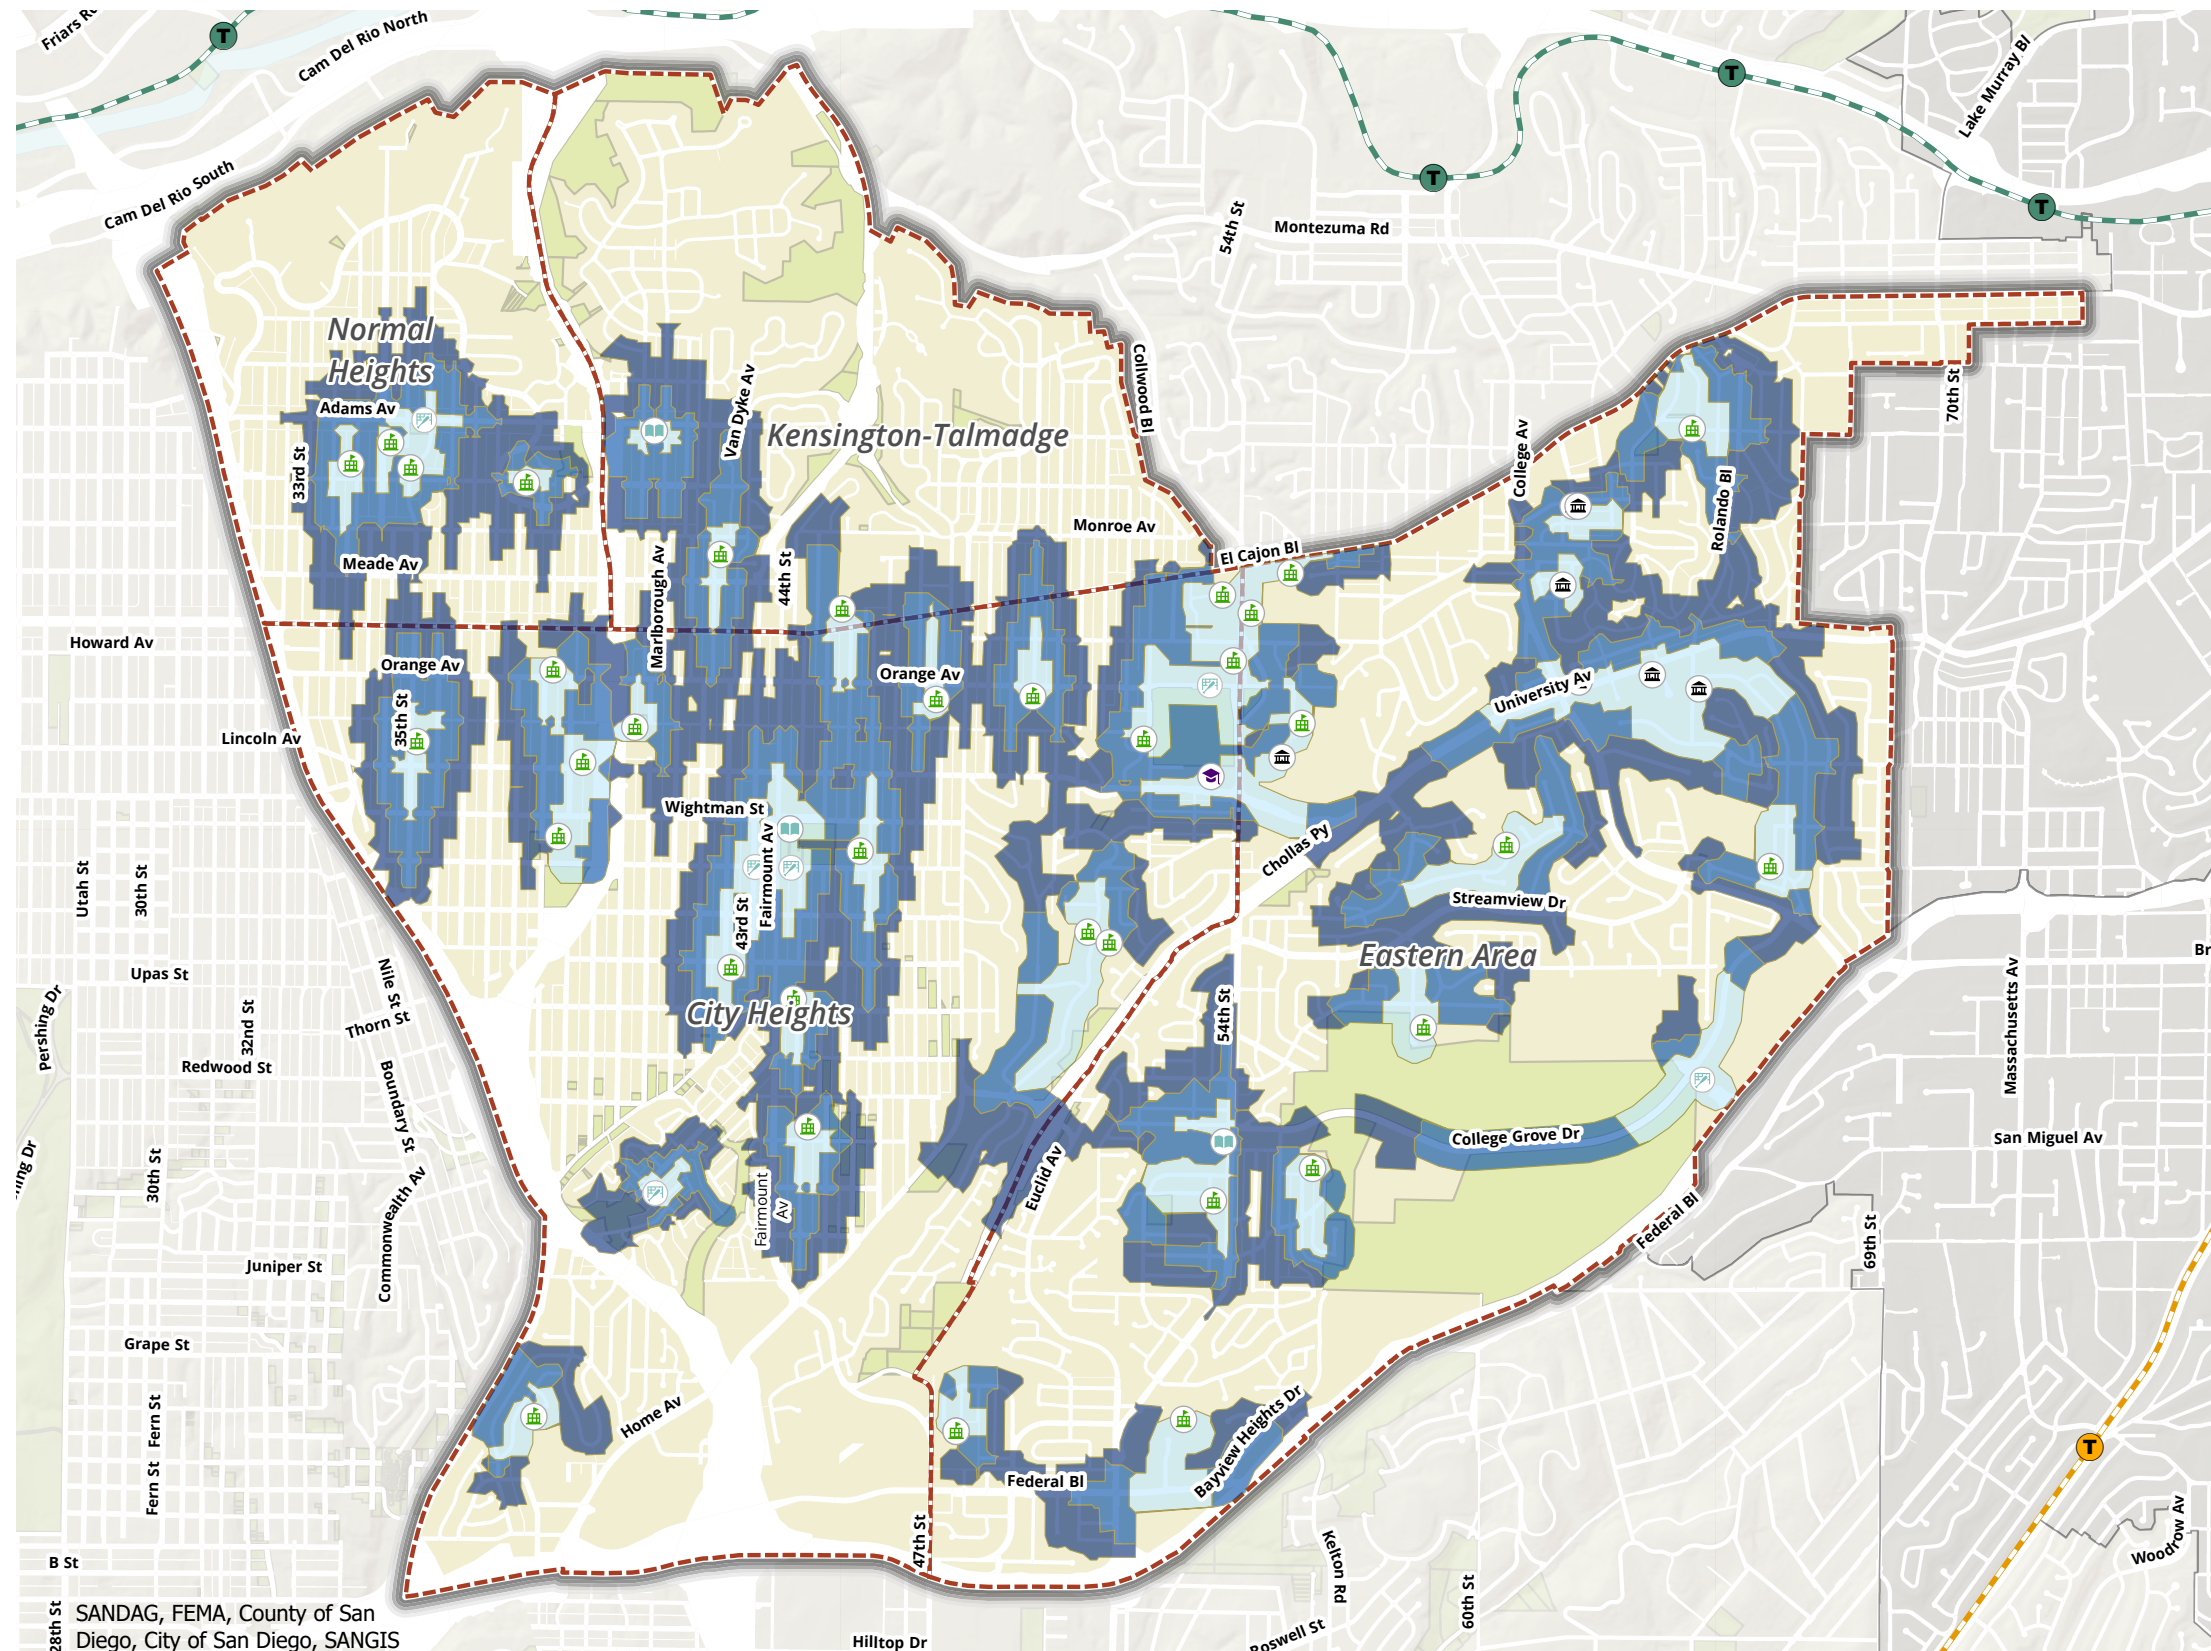 Friars
Cam Del Rio North
Lake Murray Bl
Cam Del Rio South
54th St
Montezuma Rd
Normal
Heights
Adams Av
Collwood Bl
70th St
Van Dyke Av
Kensington-Talmadge
College Av
33rd St
Rolando Bl
Monroe Av
El Cajon Bl
Meade Av
Marlborough Av
44th St
Howard Av
Orange Av
Orange Av
University Av
35th St
Lincoln Av
Wightman St
Chollas Py
Fairmount Av
Utah St
30th St
43rd St
Streamview Dr
Eastern Area
Br
Upas St
Nile St
Massachusetts Av
City Heights
54th St
Pershing Dr
Thorn St
32nd St
Redwood St
Boundary St
College Grove Dr
San Miguel Av
30th St
Commonwealth Av
Euclid Av
Fairmount
Av
Federal Bl
69th St
Juniper St
Grape St
Fern St
Home Av
Bayview Heights Dr
Federal Bl
Fern St
47th St
Kelton Rd
Woodrow Av
B St
60th St
28th St
SANDAG, FEMA, County of San
Diego, City of San Diego, SANGIS
Hilltop Dr
Roswell St
T
T
T
T
T